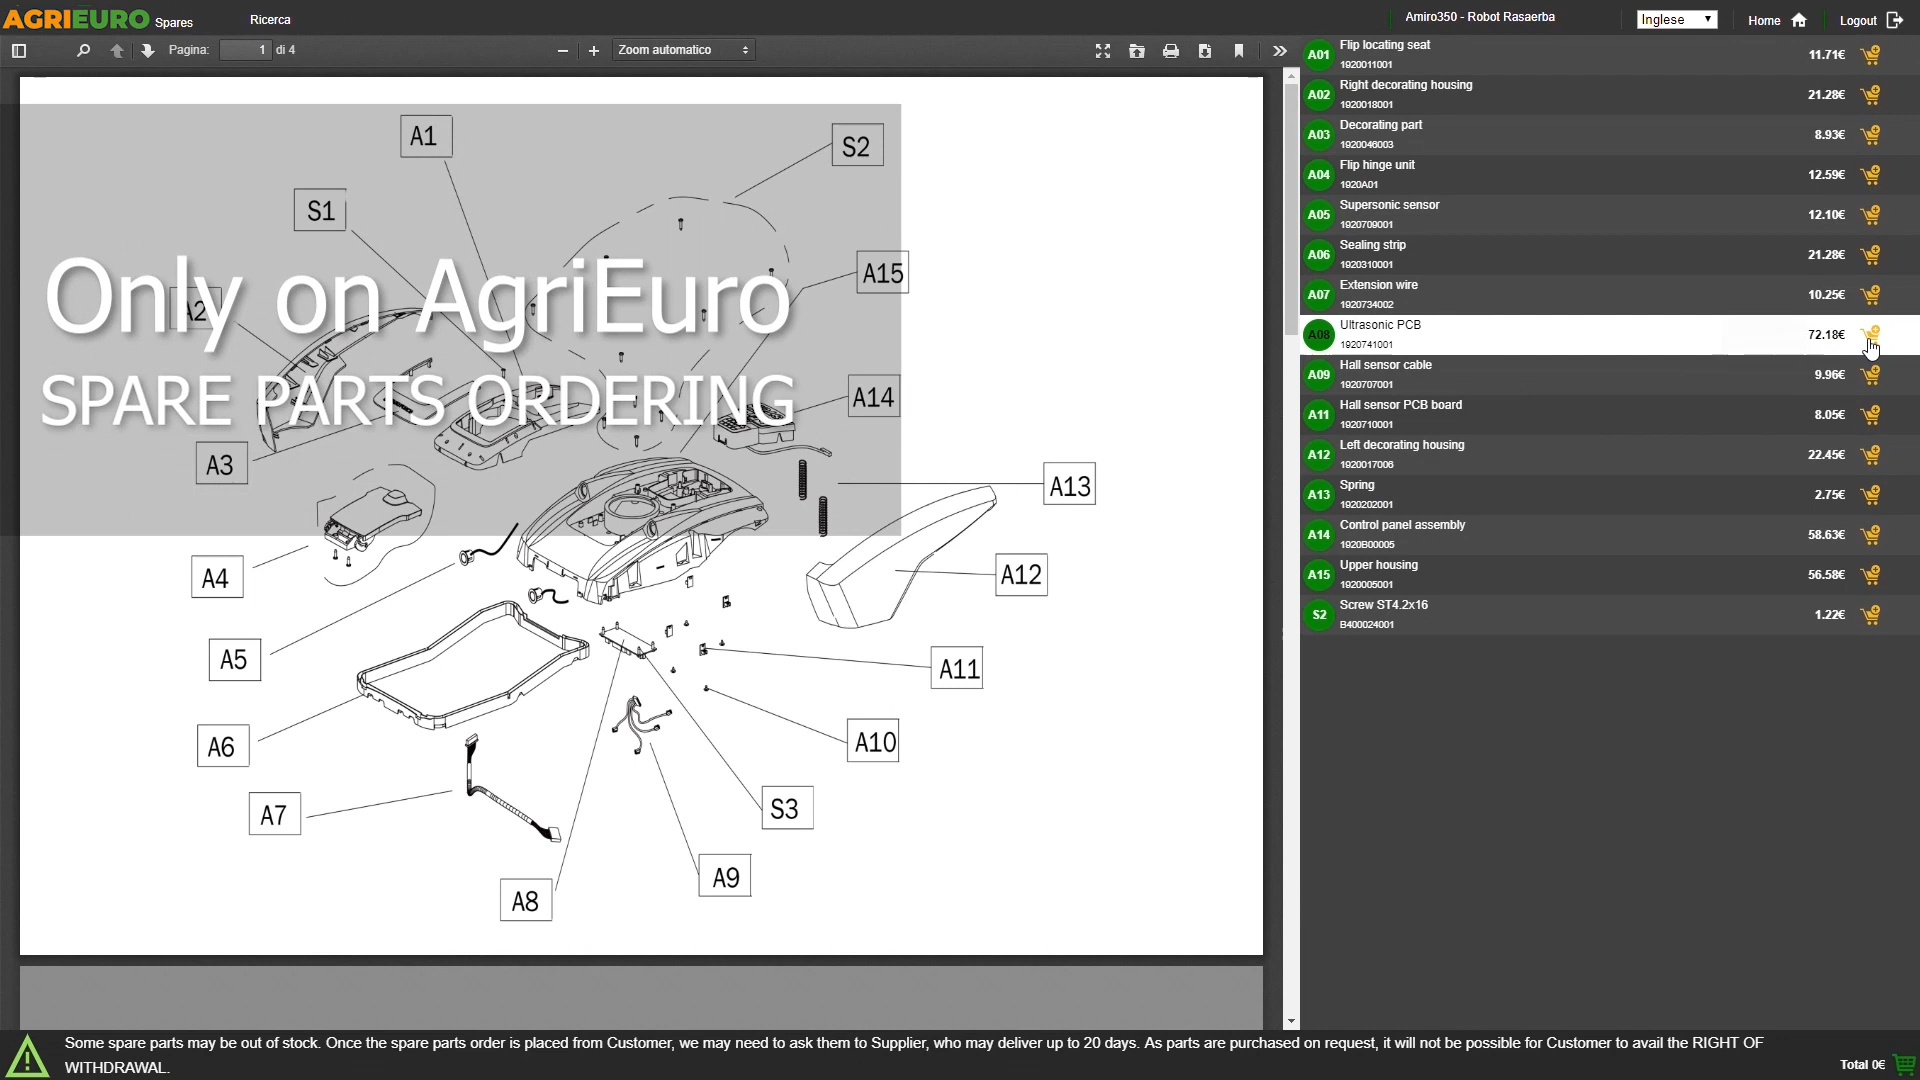 AGRIEURO Spares
Ricerca
Amiro350 - Robot Rasaerba
Inglese
Home
Logout
Pagina: 1 di 4
Zoom automatico
A1
S2
S1
A15
A2
Only on AgriEuro
SPARE PARTS ORDERING
A14
A3
A13
A4
A12
A5
A11
A6
A10
A7
S3
A9
A8
A01 Flip locating seat 11.71€
1920011001
A02 Right decorating housing 21.28€
1920018001
A03 Decorating part 8.93€
1920046003
A04 Flip hinge unit 12.59€
1920A01
A05 Supersonic sensor 12.10€
1920709001
A06 Sealing strip 21.28€
1920310001
A07 Extension wire 10.25€
1920734002
A08 Ultrasonic PCB 72.18€
1920741001
A09 Hall sensor cable 9.96€
1920707001
A11 Hall sensor PCB board 8.05€
1920710001
A12 Left decorating housing 22.45€
1920017006
A13 Spring 2.75€
1920202001
A14 Control panel assembly 58.63€
1920B00005
A15 Upper housing 56.58€
1920005001
S2 Screw ST4.2x16 1.22€
B400024001
Some spare parts may be out of stock. Once the spare parts order is placed from Customer, we may need to ask them to Supplier, who may deliver up to 20 days. As parts are purchased on request, it will not be possible for Customer to avail the RIGHT OF
WITHDRAWAL.
Total 0€